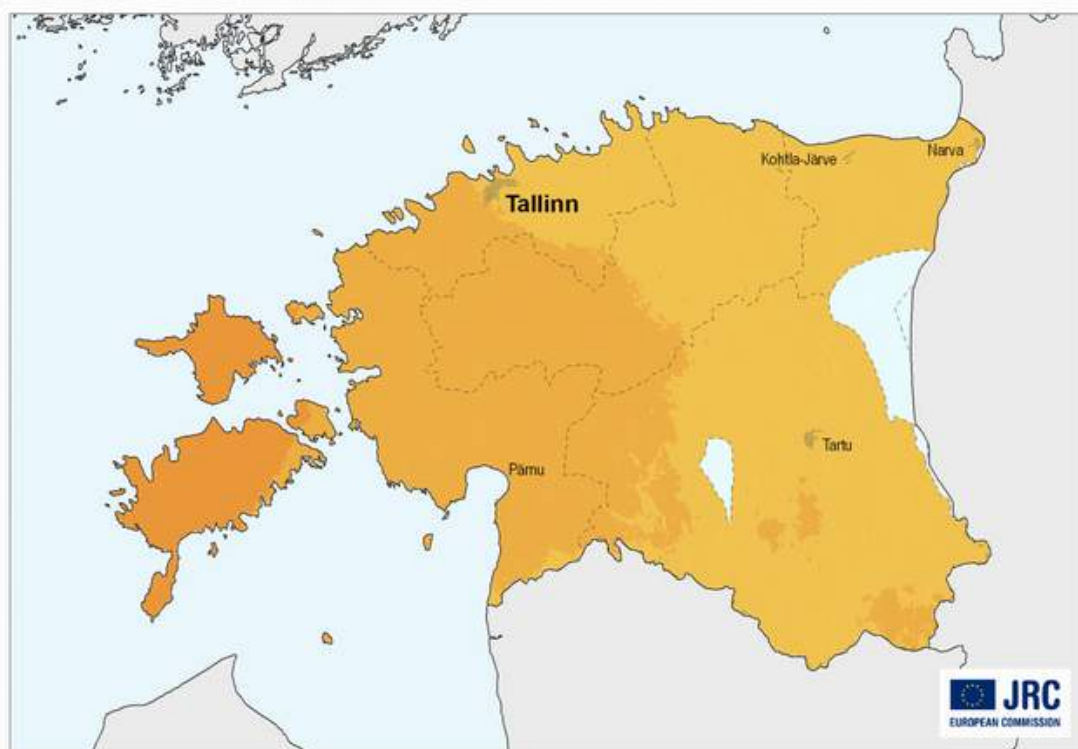 Kohtla-Järve
Narva
Tallinn
Tartu
Pärnu
JRC
EUROPEAN COMMISSION